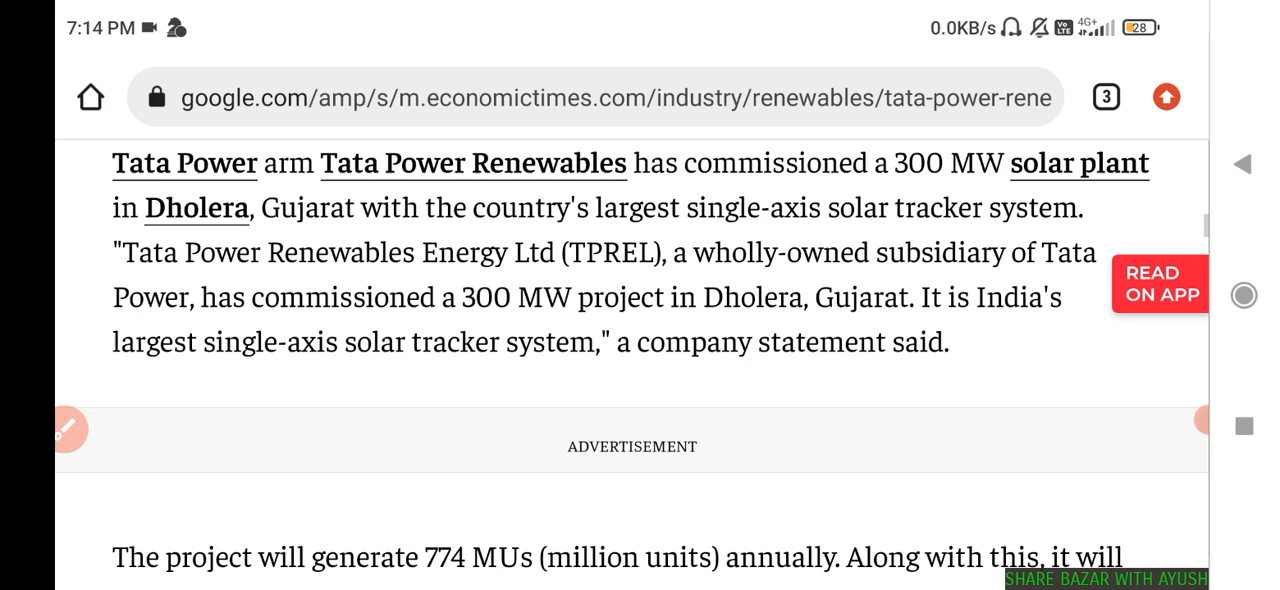 7:14 PM
0.0KB/s Vo LTE 4G+ 28
google.com/amp/s/m.economictimes.com/industry/renewables/tata-power-rene
3
Tata Power arm Tata Power Renewables has commissioned a 300 MW solar plant
in Dholera, Gujarat with the country's largest single-axis solar tracker system.
"Tata Power Renewables Energy Ltd (TPREL), a wholly-owned subsidiary of Tata
Power, has commissioned a 300 MW project in Dholera, Gujarat. It is India's
largest single-axis solar tracker system," a company statement said.
READ
ON APP
ADVERTISEMENT
The project will generate 774 MUs (million units) annually. Along with this, it will
SHARE BAZAR WITH AYUSH